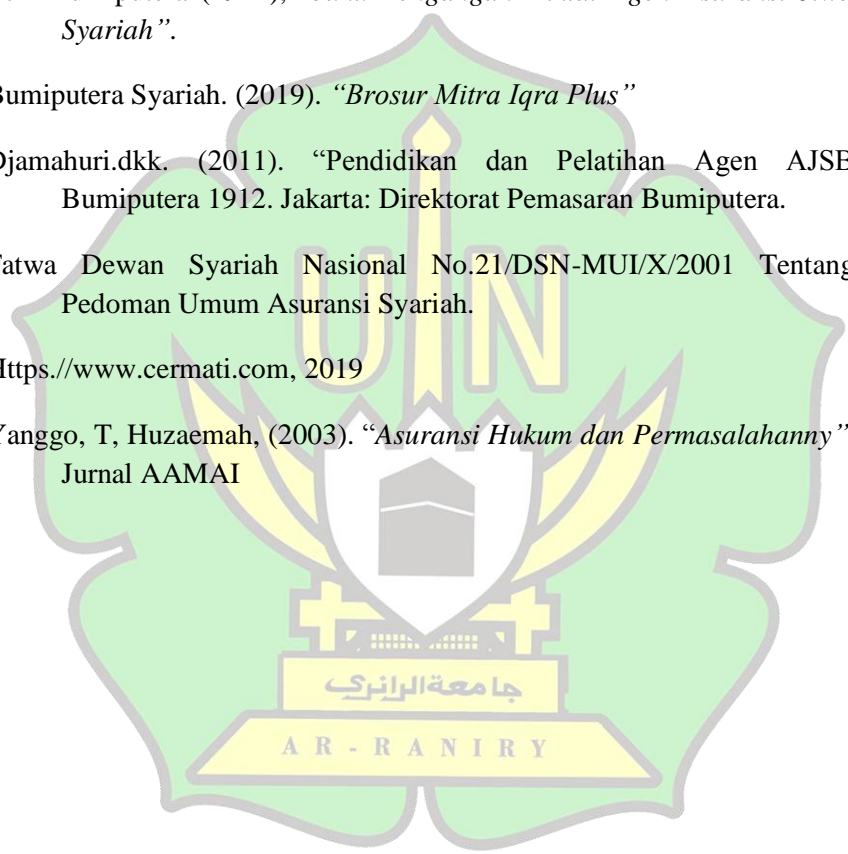 Syariah”.
Bumiputera Syariah. (2019). “Brosur Mitra Iqra Plus”
Djamahuri.dkk. (2011). “Pendidikan dan Pelatihan Agen AJSB
Bumiputera 1912. Jakarta: Direktorat Pemasaran Bumiputera.
Fatwa Dewan Syariah Nasional No.21/DSN-MUI/X/2001 Tentang
Pedoman Umum Asuransi Syariah.
Https.//www.cermati.com, 2019
Yanggo, T, Huzaemah, (2003). “Asuransi Hukum dan Permasalahanny”
Jurnal AAMAI
UIN
جامعة الرانري
AR-RANIRY